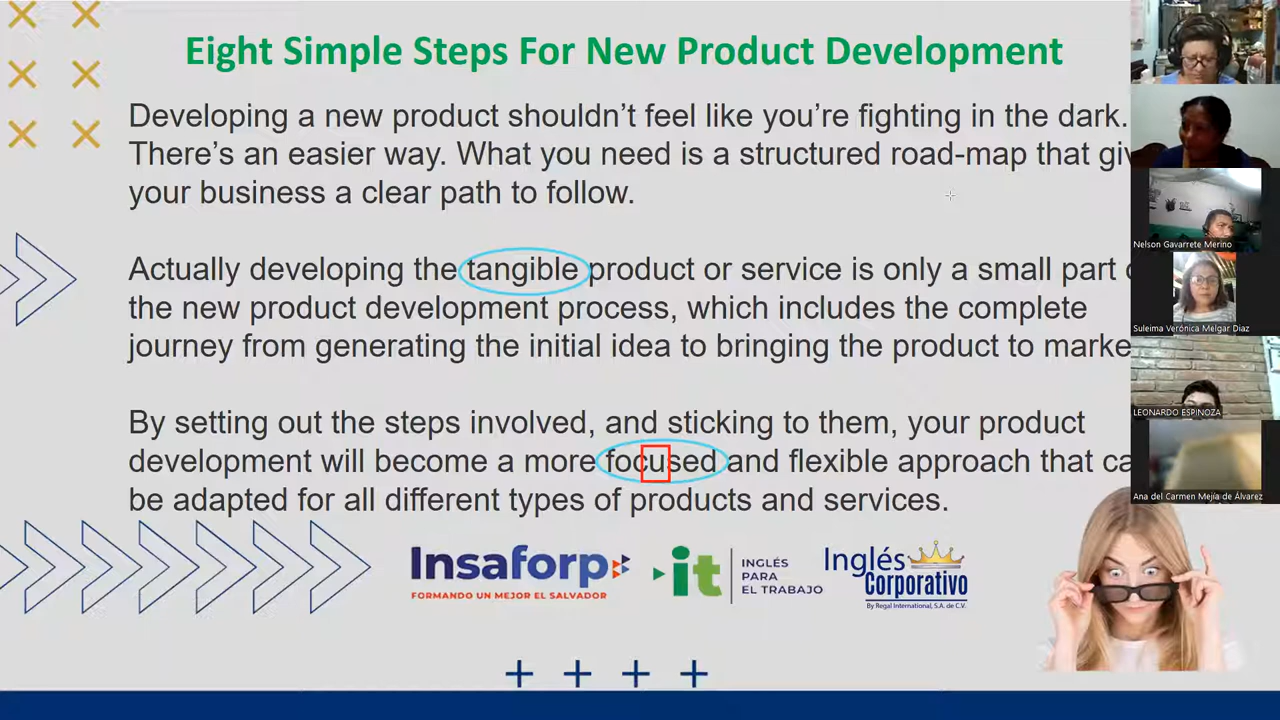 Eight Simple Steps For New Product Development
Developing a new product shouldn't feel like you're fighting in the dark.
There's an easier way. What you need is a structured road-map that
your business a clear path to follow.
Actually developing the tangible product or service is only a small part
the new product development process, which includes the complete
journey from generating the initial idea to bringing the product to
By setting out the steps involved, and sticking to them, your product
development will become a more focused and flexible approach that
be adapted for all different types of products and services.
Insaforp
FORMANDO UN MEJOR EL SALVADOR
it
INGLÉS
PARA
EL TRABAJO
Inglés
Corporativo
By Regal International, S.A. de C.V.
Nelson Gavarrete Merino
Suleima Verónica Melgar Diaz
LEONARDO ESPINOZA
Ana del Carmen Mejía de Álvarez